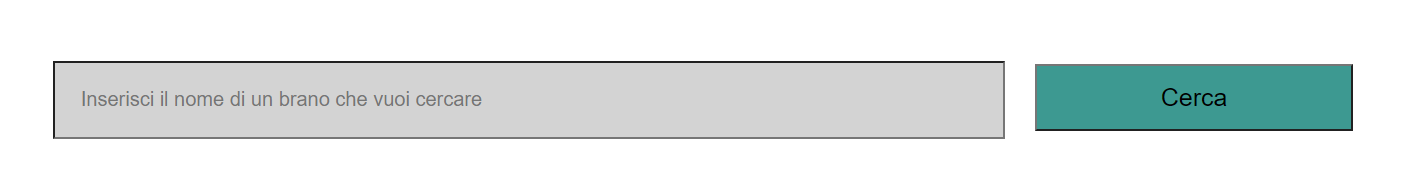 Inserisci il nome di un brano che vuoi cercare
Cerca